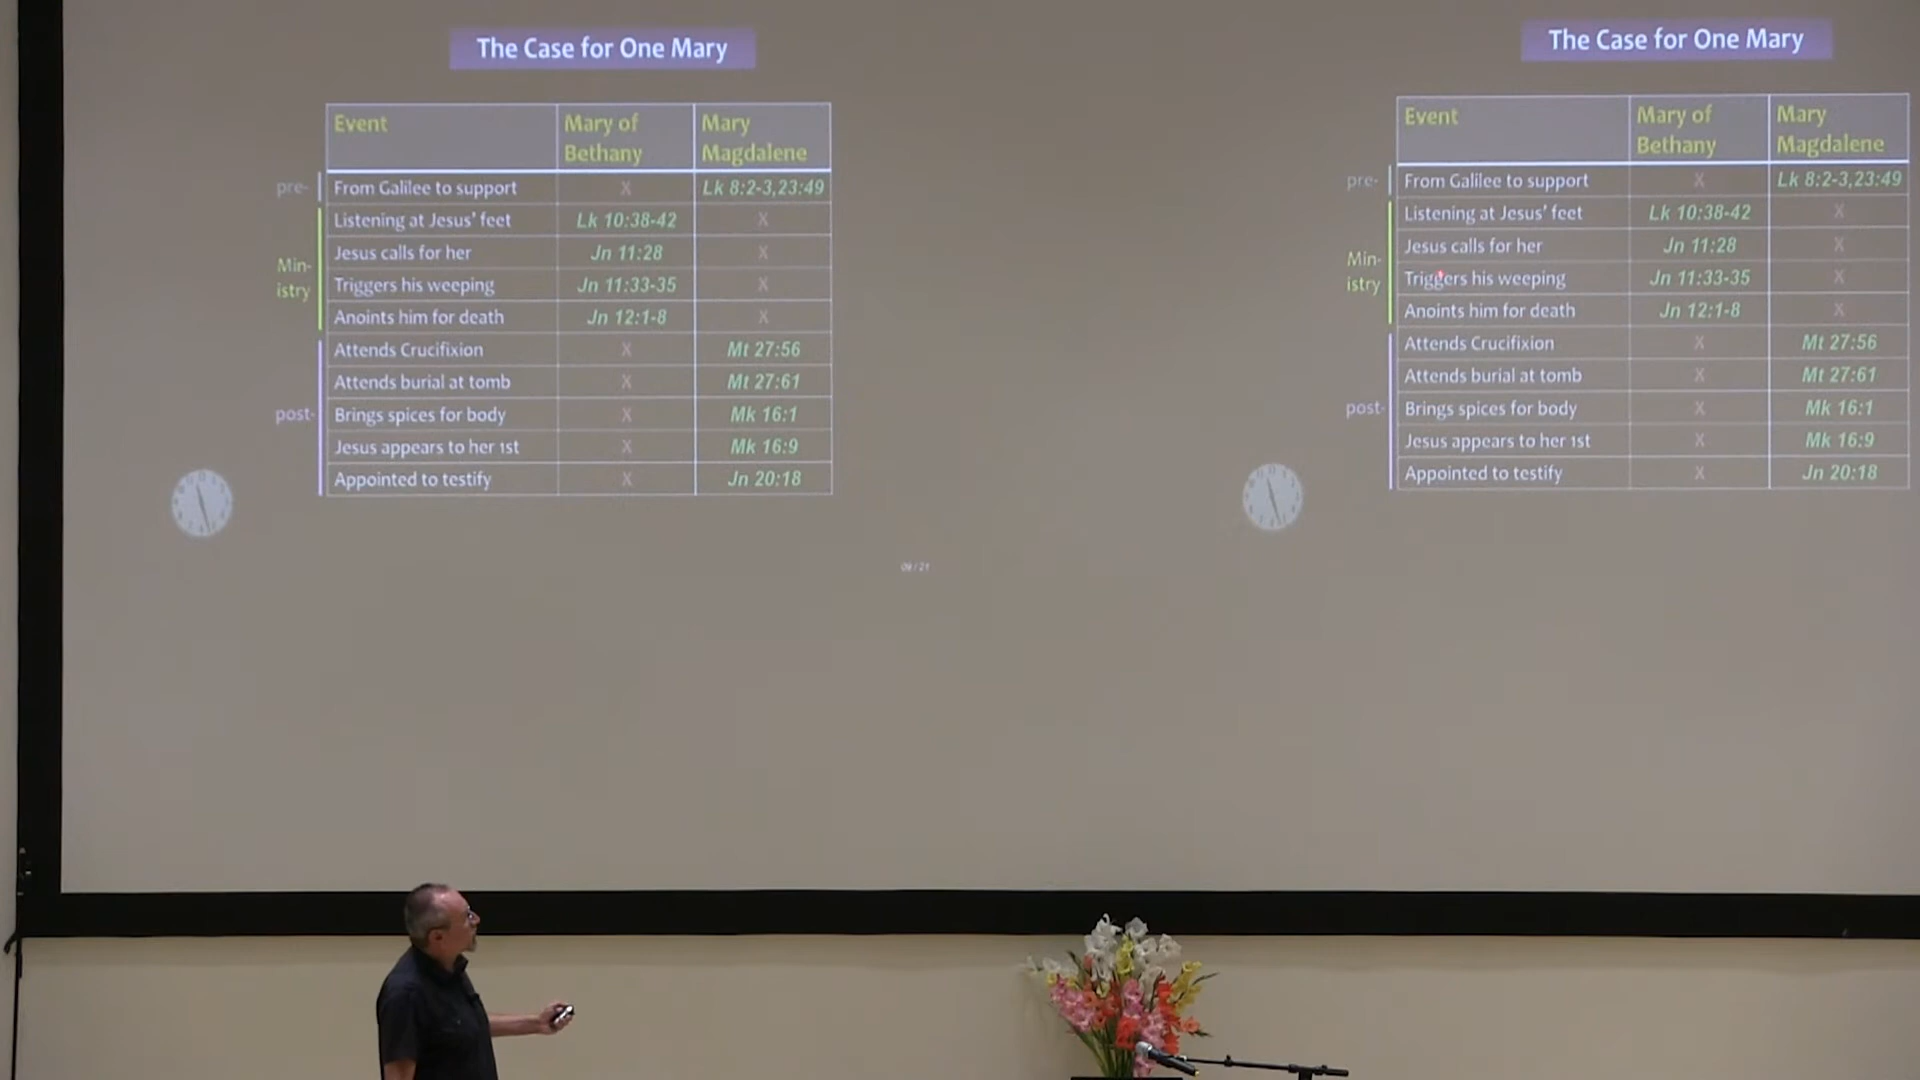 The Case for One Mary
Event Mary of Bethany Mary Magdalene
pre- From Galilee to support X Lk 8:2-3,23:49
Listening at Jesus' feet Lk 10:38-42 X
Jesus calls for her Jn 11:28 X
Min-
istry
Triggers his weeping Jn 11:33-35 X
Anoints him for death Jn 12:1-8 X
Attends Crucifixion X Mt 27:56
Attends burial at tomb X Mt 27:61
post- Brings spices for body X Mk 16:1
Jesus appears to her 1st X Mk 16:9
Appointed to testify X Jn 20:18
The Case for One Mary
Event Mary of Bethany Mary Magdalene
pre- From Galilee to support X Lk 8:2-3,23:49
Listening at Jesus' feet Lk 10:38-42 X
Jesus calls for her Jn 11:28 X
Min-
istry
Triggers his weeping Jn 11:33-35 X
Anoints him for death Jn 12:1-8 X
Attends Crucifixion X Mt 27:56
Attends burial at tomb X Mt 27:61
post- Brings spices for body X Mk 16:1
Jesus appears to her 1st X Mk 16:9
Appointed to testify X Jn 20:18